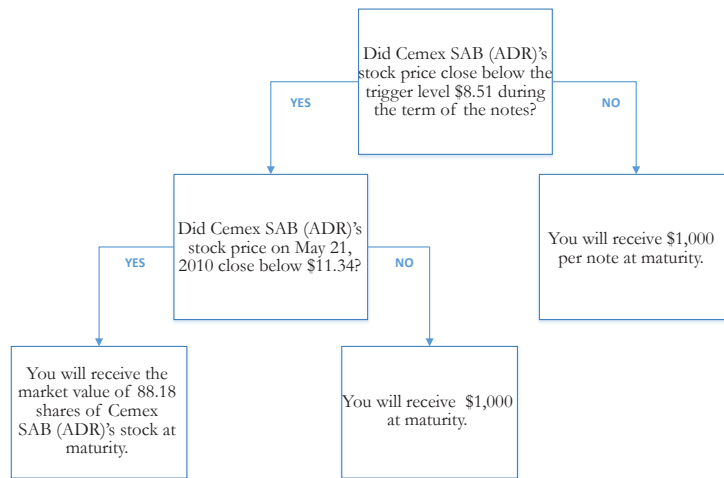 Did Cemex SAB (ADR)'s
stock price close below the
trigger level $8.51 during
the term of the notes?
YES
NO
Did Cemex SAB (ADR)'s
stock price on May 21,
2010 close below $11.34?
You will receive $1,000
per note at maturity.
YES
NO
You will receive the
market value of 88.18
shares of Cemex
SAB (ADR)'s stock at
maturity.
You will receive $1,000
at maturity.